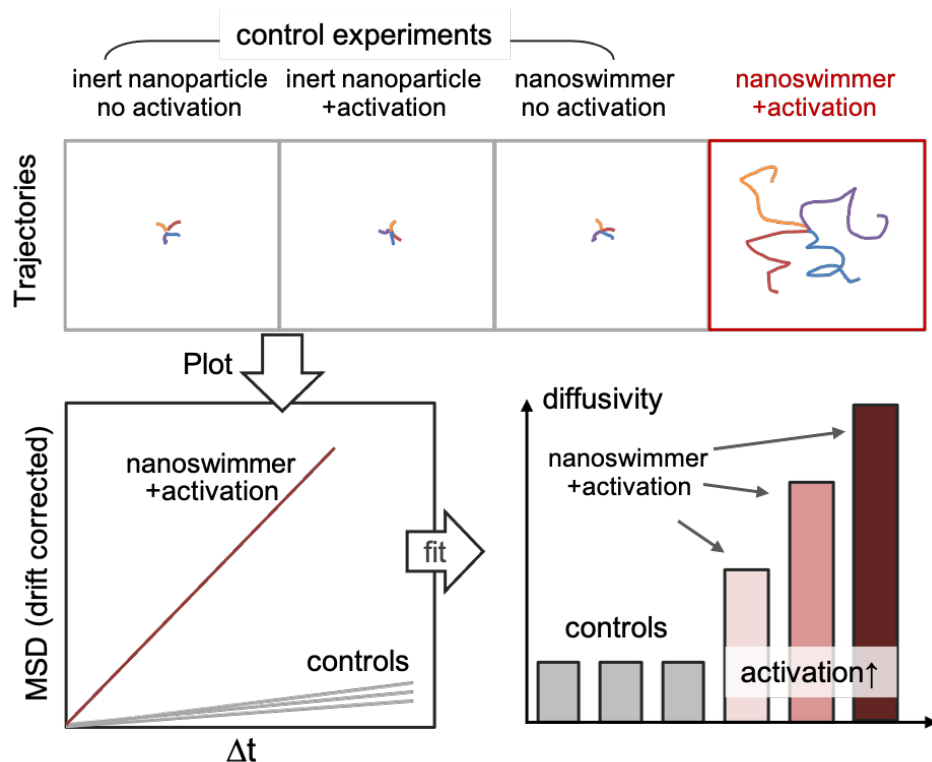 control experiments
inert nanoparticle
no activation
inert nanoparticle
+activation
nanoswimmer
no activation
nanoswimmer
+activation
Trajectories
Plot
MSD (drift corrected)
nanoswimmer
+activation
controls
Δt
fit
diffusivity
nanoswimmer
+activation
controls
activation↑